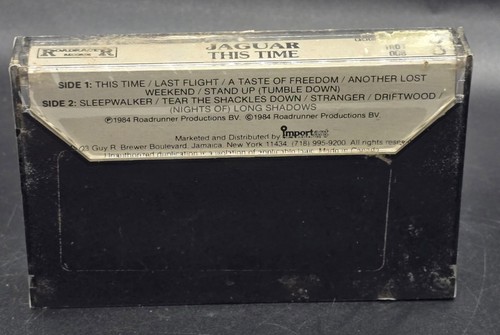 ROADRACER
RECORDS
JAGUAR
THIS TIME
SIDE 1: THIS TIME / LAST FLIGHT / A TASTE OF FREEDOM / ANOTHER LOST
WEEKEND / STAND UP (TUMBLE DOWN)
SIDE 2: SLEEPWALKER / TEAR THE SHACKLES DOWN / STRANGER / DRIFTWOOD /
(NIGHTS OF) LONG SHADOWS
℗1984 Roadrunner Productions BV. ©1984 Roadrunner Productions BV.
Marketed and Distributed by important
Guy R. Brewer Boulevard, Jamaica, New York 11434. (718) 995-9200. All rights